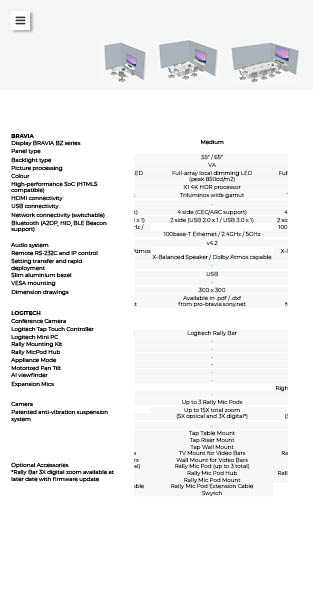 BRAVIA
Display BRAVIA BZ series
Medium
Panel type
55" / 65"
Backlight type
VA
Picture processing
Full-array local dimming LED
(peak 850cd/m2)
Colour
X1 4K HDR processor
High-performance SoC (HTML5
compatible)
Triluminos wide gamut
HDMI connectivity
USB connectivity
4 side (CEC/ARC support)
Network connectivity (switchable)
2 side (USB 2.0 x 1 / USB 3.0 x 1)
Bluetooth (A2DP, HID, BLE Beacon
support)
100base-T Ethernet / 2.4GHz / 5GHz
v4.2
Audio system
Remote RS-232C and IP control
X-Balanced Speaker / Dolby Atmos capable
Setting transfer and rapid
deployment
-
Slim aluminium bezel
USB
VESA mounting
-
Dimension drawings
300 x 300
Available in .pdf / .dxf
from pro-bravia.sony.net
LOGITECH
Conference Camera
Logitech Tap Touch Controller
Logitech Mini PC
Logitech Rally Bar
Rally Mounting Kit
-
Rally MicPod Hub
-
Appliance Mode
-
Motorized Pan Tilt
-
AI viewfinder
-
Expansion Mics
-
Camera
Up to 3 Rally Mic Pods
Patented anti-vibration suspension
system
Up to 15X total zoom
(5X optical and 3X digital*)
-
Tap Table Mount
Tap Riser Mount
Tap Wall Mount
TV Mount for Video Bars
Wall Mount for Video Bars
Optional Accessories
Rally Mic Pod (up to 3 total)
*Rally Bar 3X digital zoom available at
later date with firmware update
Rally Mic Pod Hub
Rally Mic Pod Mount
Rally Mic Pod Extension Cable
Swytch